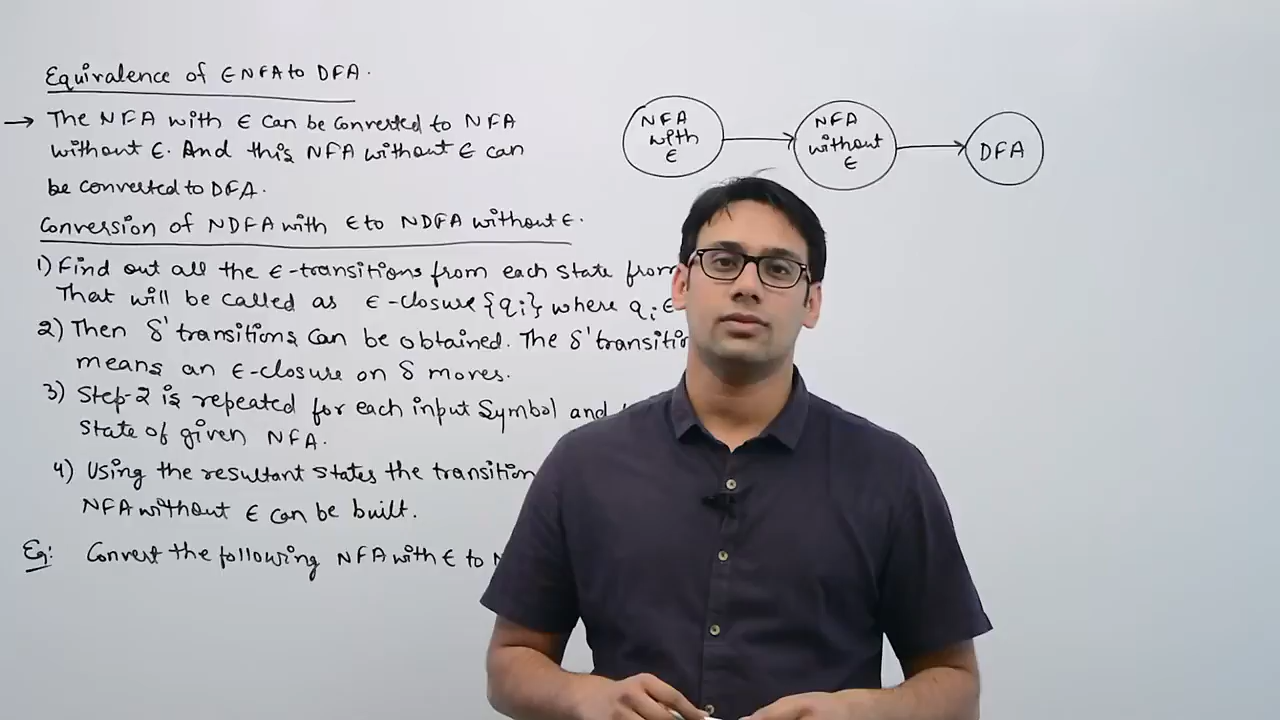 Equivalence of ϵ NFA to DFA.
→ The NFA with ϵ can be converted to NFA
without ϵ. And this NFA without ϵ can
be converted to DFA.
Conversion of NDFA with ϵ to NDFA without ϵ.
1) Find out all the ϵ-transitions from each state from
That will be called as ϵ-closure {qi} where qi ϵ
2) Then δ' transitions can be obtained. The δ'
means an ϵ-closure on δ moves.
3) Step-2 is repeated for each input symbol and
state of given NFA.
4) Using the resultant states the transition
NFA without ϵ can be built.
Eg: Convert the following NFA with ϵ to
NFA
with
ϵ
NFA
without
ϵ
DFA